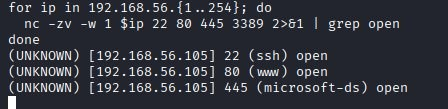 for ip in 192.168.56.{1..254}; do
nc -zv -w 1 $ip 22 80 445 3389 2>&1 | grep open
done
(UNKNOWN) [192.168.56.105] 22 (ssh) open
(UNKNOWN) [192.168.56.105] 80 (www) open
(UNKNOWN) [192.168.56.105] 445 (microsoft-ds) open